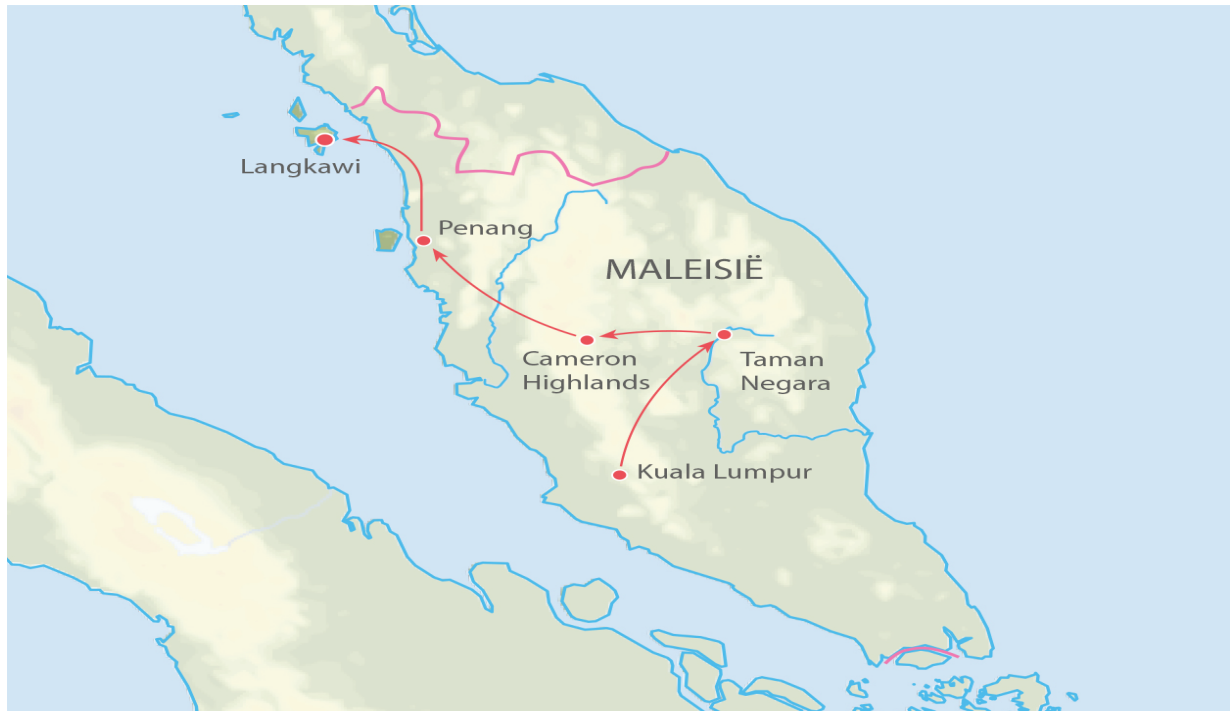 Langkawi
Penang
MALEISIË
Cameron
Highlands
Taman
Negara
Kuala Lumpur